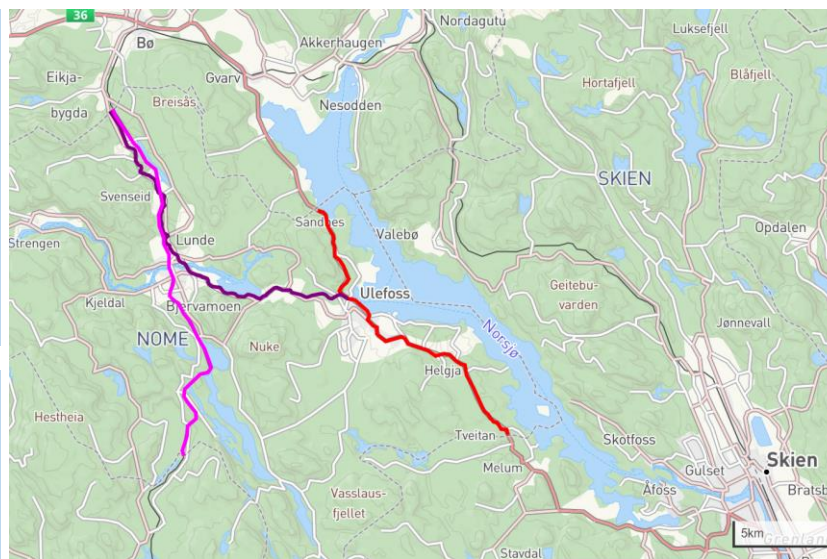 36
Nordagutu
Luksefjell
Bø
Akkerhaugen
Gvarv
Hortafjell
Blåfjell
Eikja-
bygda
Breisås
Nesodden
SKIEN
Svenseid
Sandnes
Valebø
Opdalen
Strengen
Lunde
Ulefoss
Geitebu-
varden
Kjeldal
Bjervamoen
Jønnevall
NOME
Nuke
Norsjø
Helgja
Hestheia
Tveitan
Skotfoss
Melum
Gulset
Skien
Vasslaus-
fjellet
Åfoss
Bratsb
5km
Grenlan
Stavdal